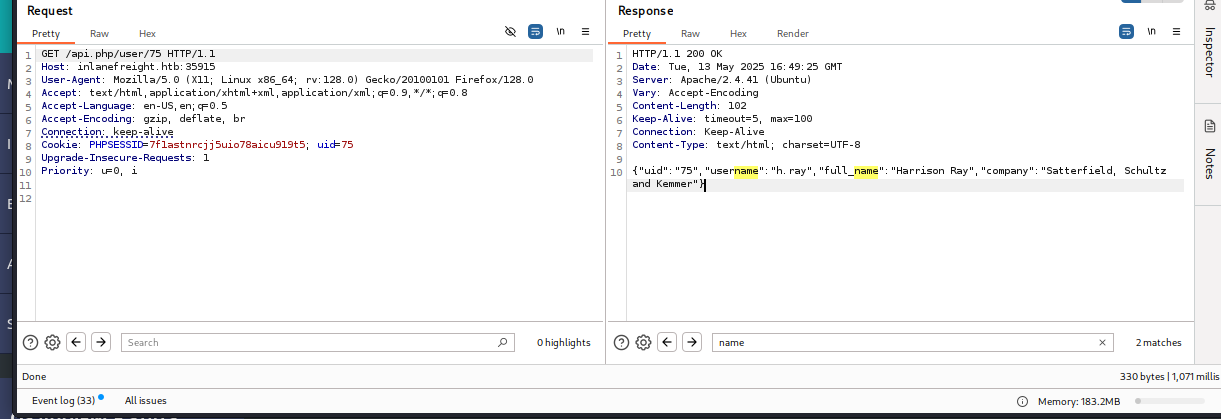 Request
Pretty Raw Hex
\n
1 GET /api.php/user/75 HTTP/1.1
2 Host: inlanefreight.htb:35915
3 User-Agent: Mozilla/5.0 (X11; Linux x86_64; rv:128.0) Gecko/20100101 Firefox/128.0
4 Accept: text/html,application/xhtml+xml,application/xml;q=0.9,*/*;q=0.8
5 Accept-Language: en-US,en;q=0.5
6 Accept-Encoding: gzip, deflate, br
7 Connection: keep-alive
8 Cookie: PHPSESSID=7f1astnrcjj5uio78aicu919t5; uid=75
9 Upgrade-Insecure-Requests: 1
10 Priority: u=0, i
11
12
Search
0 highlights
Response
Pretty Raw Hex Render
\n
1 HTTP/1.1 200 OK
2 Date: Tue, 13 May 2025 16:49:25 GMT
3 Server: Apache/2.4.41 (Ubuntu)
4 Vary: Accept-Encoding
5 Content-Length: 102
6 Keep-Alive: timeout=5, max=100
7 Connection: Keep-Alive
8 Content-Type: text/html; charset=UTF-8
9
10 {"uid":"75","username":"h.ray","full_name":"Harrison Ray","company":"Satterfield, Schultz
and Kemmer"}
name
2 matches
Inspector
Notes
Done
330 bytes | 1,071 millis
Event log (33) All issues
Memory: 183.2MB